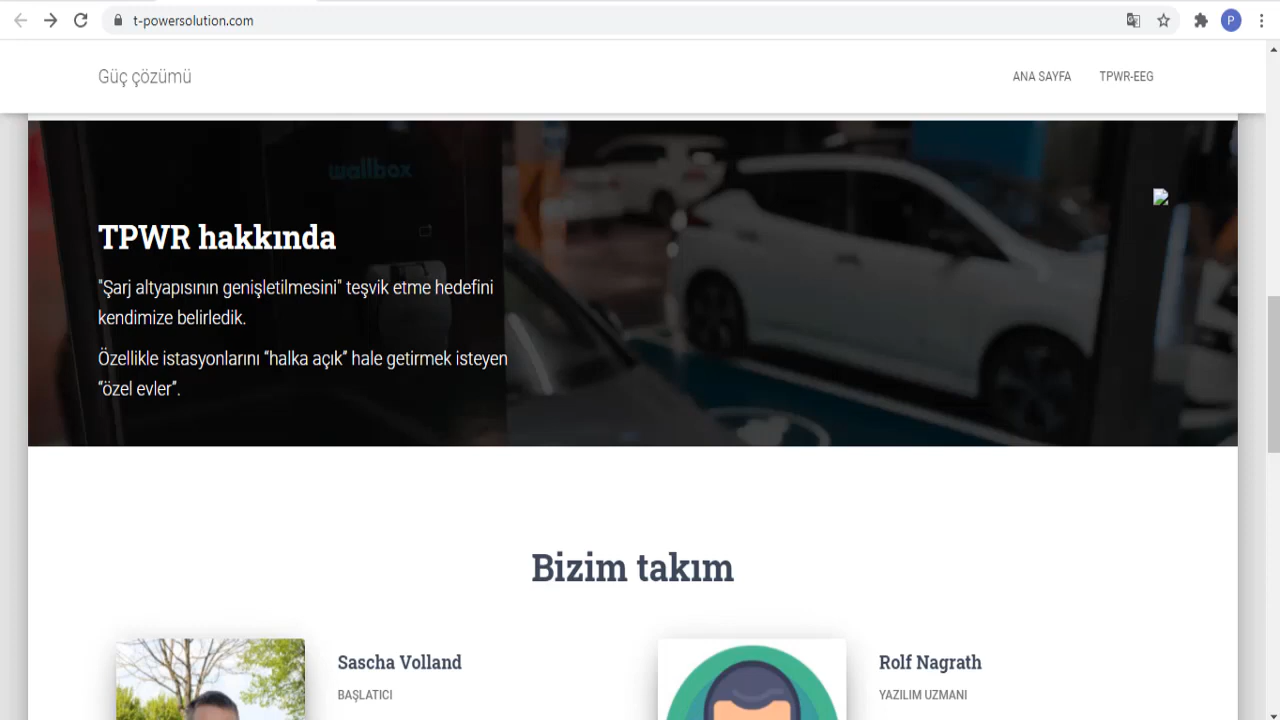 t-powersolution.com
P
Güç çözümü
ANA SAYFA
TPWR-EEG
wallbox
TPWR hakkında
"Şarj altyapısının genişletilmesini" teşvik etme hedefini
kendimize belirledik.
Özellikle istasyonlarını “halka açık” hale getirmek isteyen
“özel evler”.
Bizim takım
Sascha Volland
BAŞLATICI
Rolf Nagrath
YAZILIM UZMANI